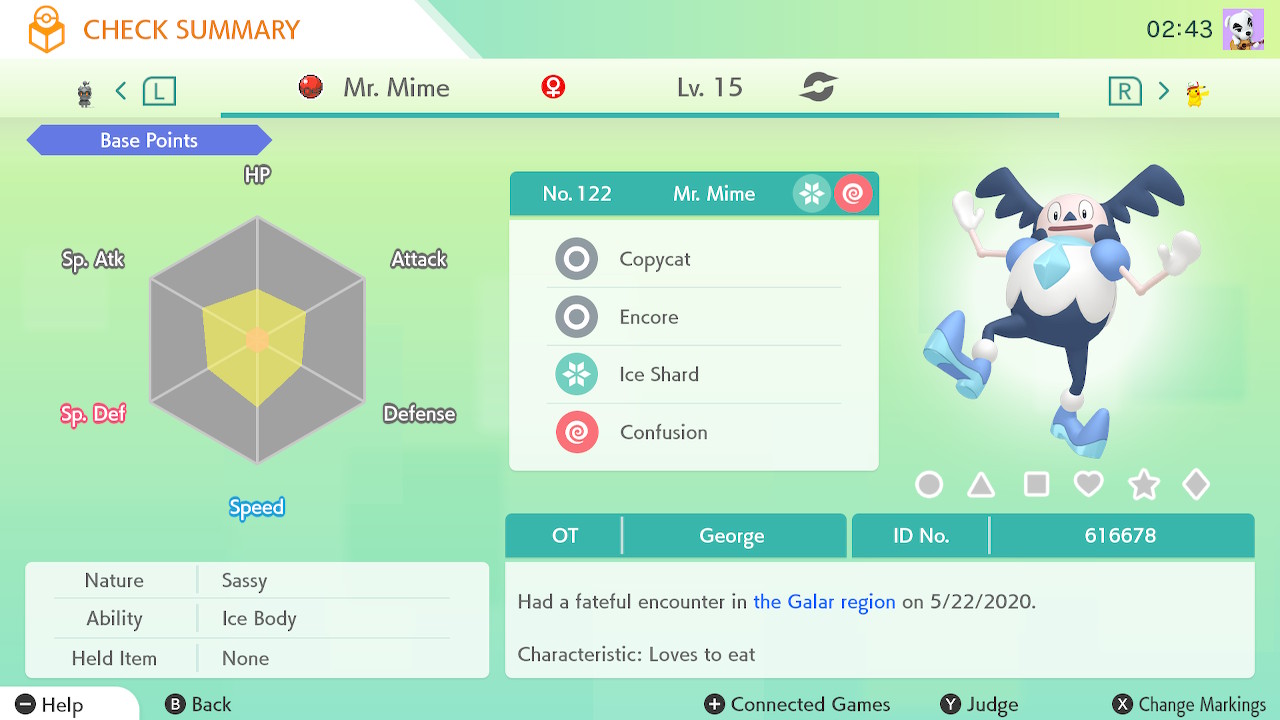 CHECK SUMMARY
02:43
L
Mr. Mime
Lv. 15
R
Base Points
HP
Sp. Atk
Attack
Sp. Def
Defense
Speed
No. 122 Mr. Mime
Copycat
Encore
Ice Shard
Confusion
OT George
ID No. 616678
Nature Sassy
Ability Ice Body
Held Item None
Had a fateful encounter in the Galar region on 5/22/2020.
Characteristic: Loves to eat
Help
B Back
Connected Games
Y Judge
X Change Markings